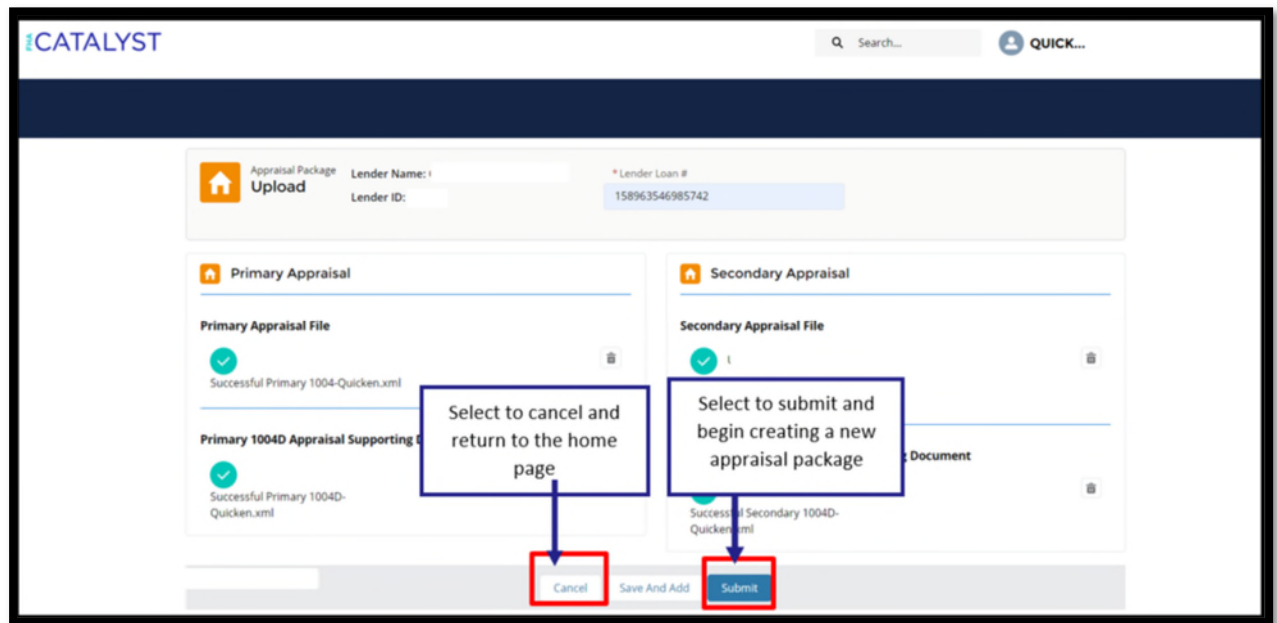 FHA CATALYST
Search...
QUICK...
Appraisal Package
Upload
Lender Name:
Lender ID:
* Lender Loan #
158963546985742
Primary Appraisal
Primary Appraisal File
Successful Primary 1004-Quicken.xml
Primary 1004D Appraisal Supporting
Successful Primary 1004D-
Quicken.xml
Secondary Appraisal
Secondary Appraisal File
Document
Successful Secondary 1004D-
Quicken.xml
Select to cancel and
return to the home
page
Select to submit and
begin creating a new
appraisal package
Cancel
Save And Add
Submit